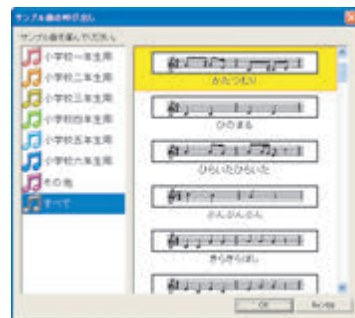 サンプル曲の呼び出し
サンプル曲を選んでください。
小学校一年生用
小学校二年生用
小学校三年生用
小学校四年生用
小学校五年生用
小学校六年生用
その他
すべて
かたつむり
ひのまる
ひらいたひらいた
ぶんぶんぶん
きらきらぼし
OK
キャンセル